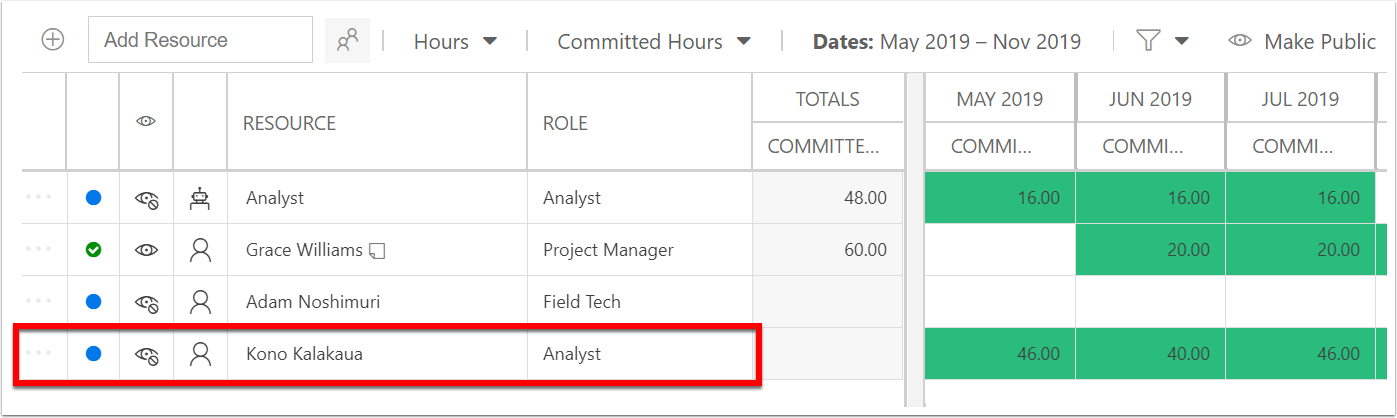 Add Resource Hours Committed Hours Dates: May 2019 – Nov 2019 Make Public
RESOURCE ROLE TOTALS MAY 2019 JUN 2019 JUL 2019
COMMITTE... COMMI... COMMI... COMMI...
Analyst Analyst 48.00 16.00 16.00 16.00
Grace Williams Project Manager 60.00 20.00 20.00
Adam Noshimuri Field Tech
Kono Kalakaua Analyst 46.00 40.00 46.00